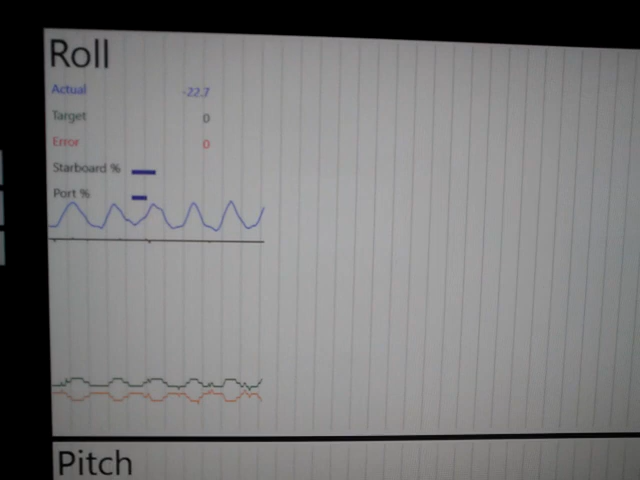 Roll
Actual -22.7
Target 0
Error 0
Starboard %
Port %
Pitch